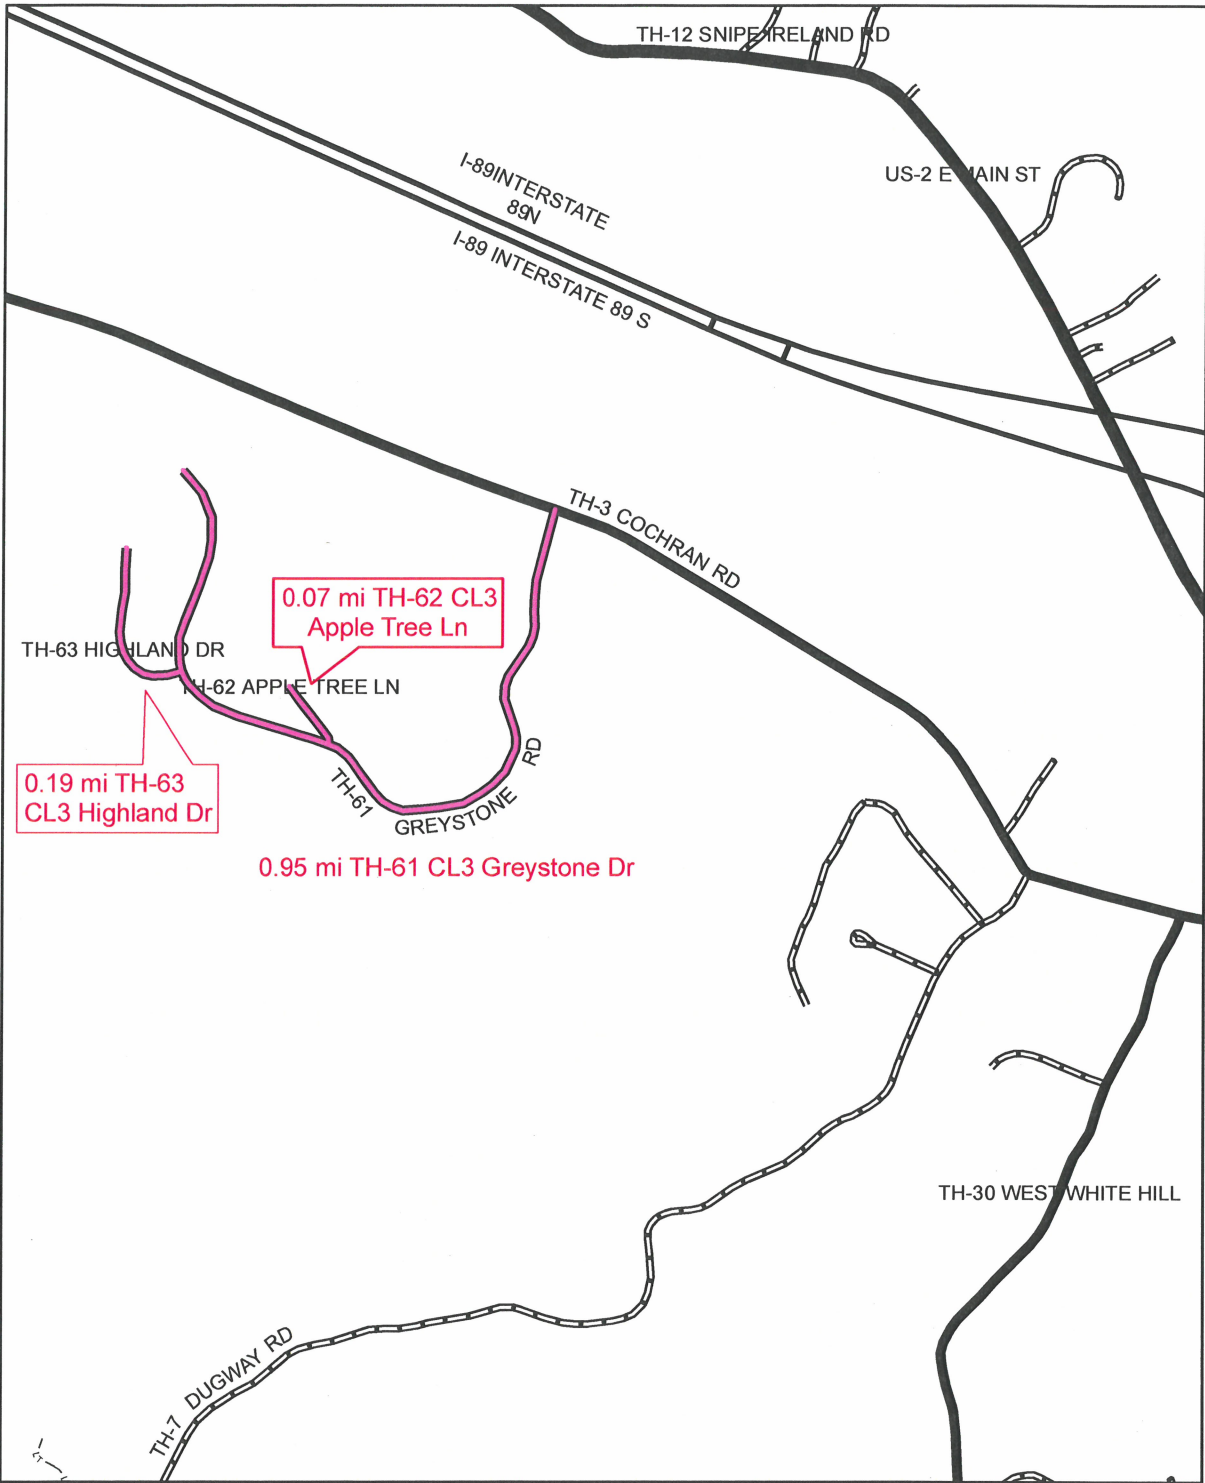 TH-12 SNIPE IRELAND RD
US-2 E MAIN ST
I-89INTERSTATE
89N
I-89 INTERSTATE 89 S
TH-3 COCHRAN RD
0.07 mi TH-62 CL3
Apple Tree Ln
TH-63 HIGHLAND DR
TH-62 APPLE TREE LN
0.19 mi TH-63
CL3 Highland Dr
TH-61 GREYSTONE RD
0.95 mi TH-61 CL3 Greystone Dr
TH-30 WEST WHITE HILL
TH-7 DUGWAY RD